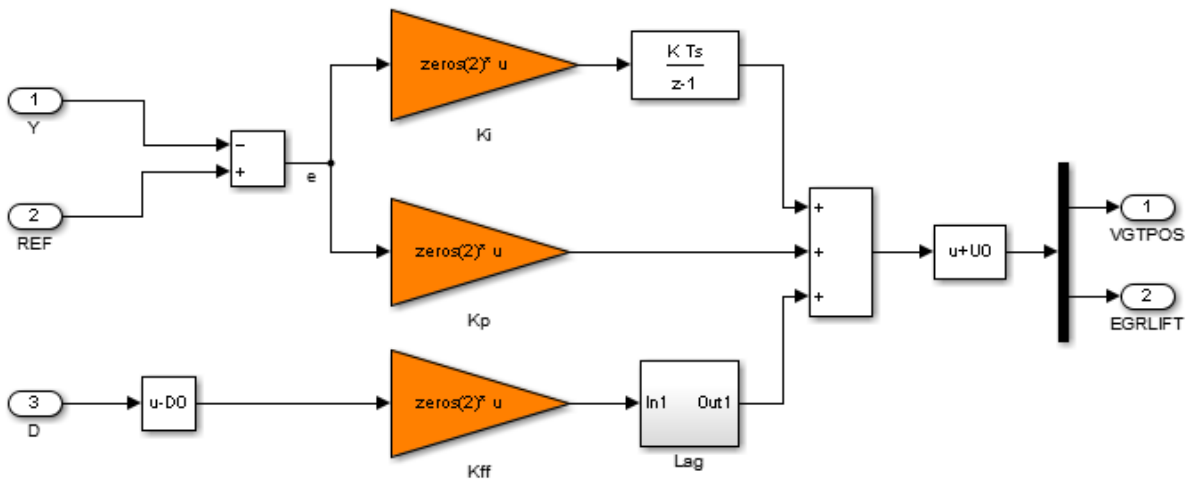 1
Y
2
REF
-
+
e
zeros(2)* u
Ki
K Ts
z-1
zeros(2)* u
Kp
3
D
u-D0
zeros(2)* u
Kff
In1 Out1
Lag
+
+
+
u+U0
1
VGTPOS
2
EGRLIFT